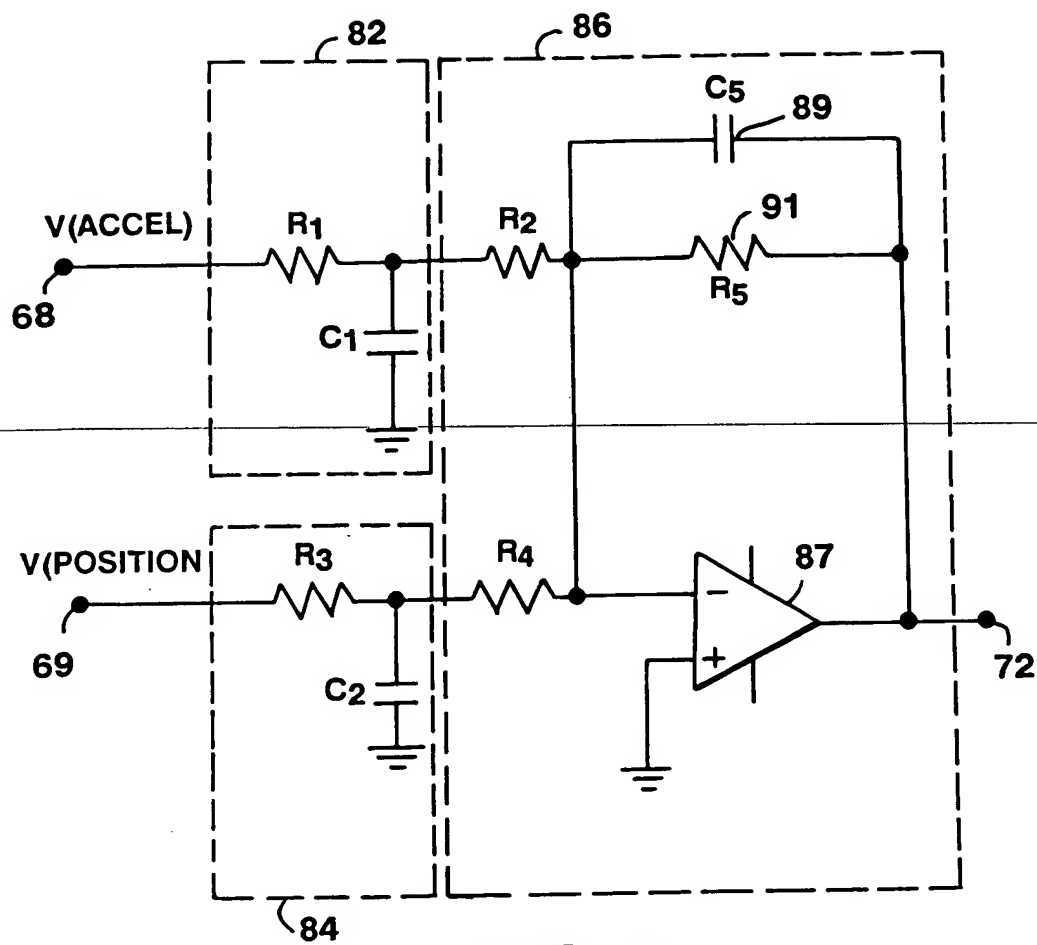 82
86
C5
89
V(ACCEL)
R1
R2
91
68
R5
C1
V(POSITION
R3
R4
87
−
+
69
C2
72
84